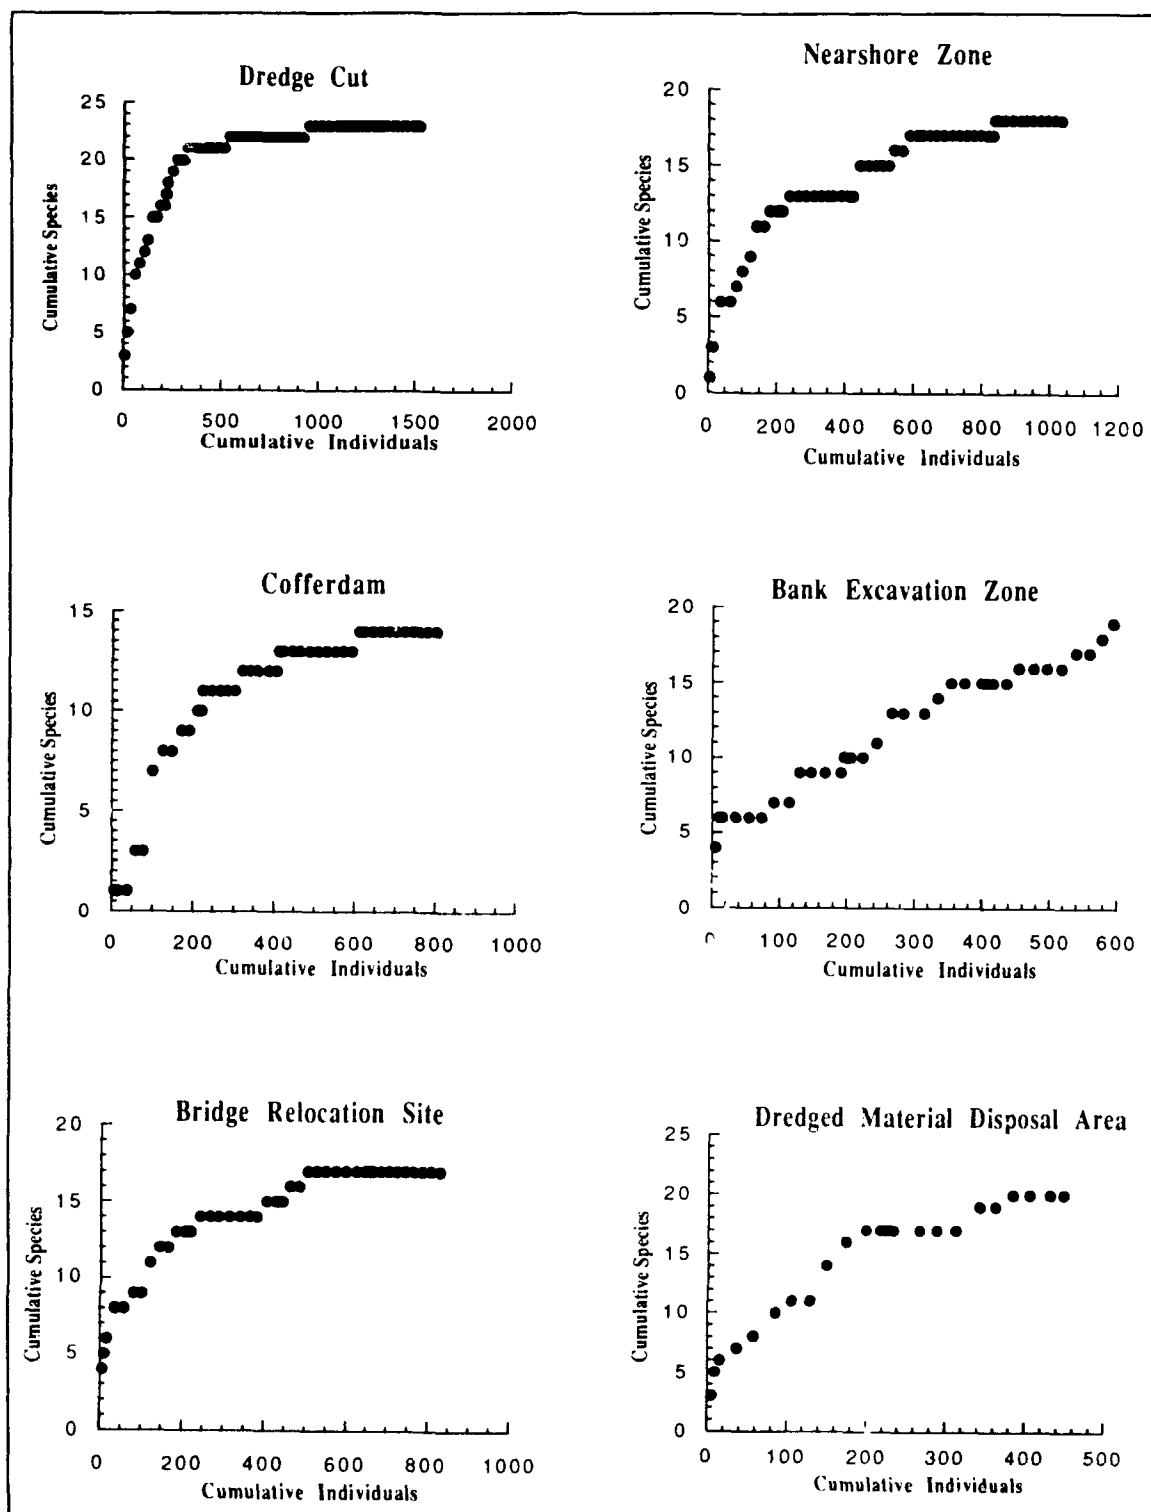 Dredge Cut
25
20
15
10
5
0
Cumulative Species
0 500 1000 1500 2000
Cumulative Individuals
Nearshore Zone
20
15
10
5
0
Cumulative Species
0 200 400 600 800 1000 1200
Cumulative Individuals
Cofferdam
15
10
5
0
Cumulative Species
0 200 400 600 800 1000
Cumulative Individuals
Bank Excavation Zone
20
15
10
5
0
Cumulative Species
0 100 200 300 400 500 600
Cumulative Individuals
Bridge Relocation Site
20
15
10
5
0
Cumulative Species
0 200 400 600 800 1000
Cumulative Individuals
Dredged Material Disposal Area
25
20
15
10
5
0
Cumulative Species
0 100 200 300 400 500
Cumulative Individuals